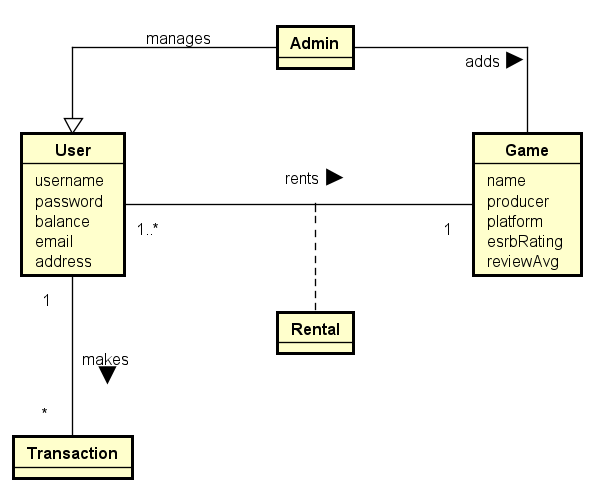 manages
Admin
adds
User
username
password
balance
email
address
rents
Game
name
producer
platform
esrbRating
reviewAvg
1..*
1
Rental
1
makes
*
Transaction